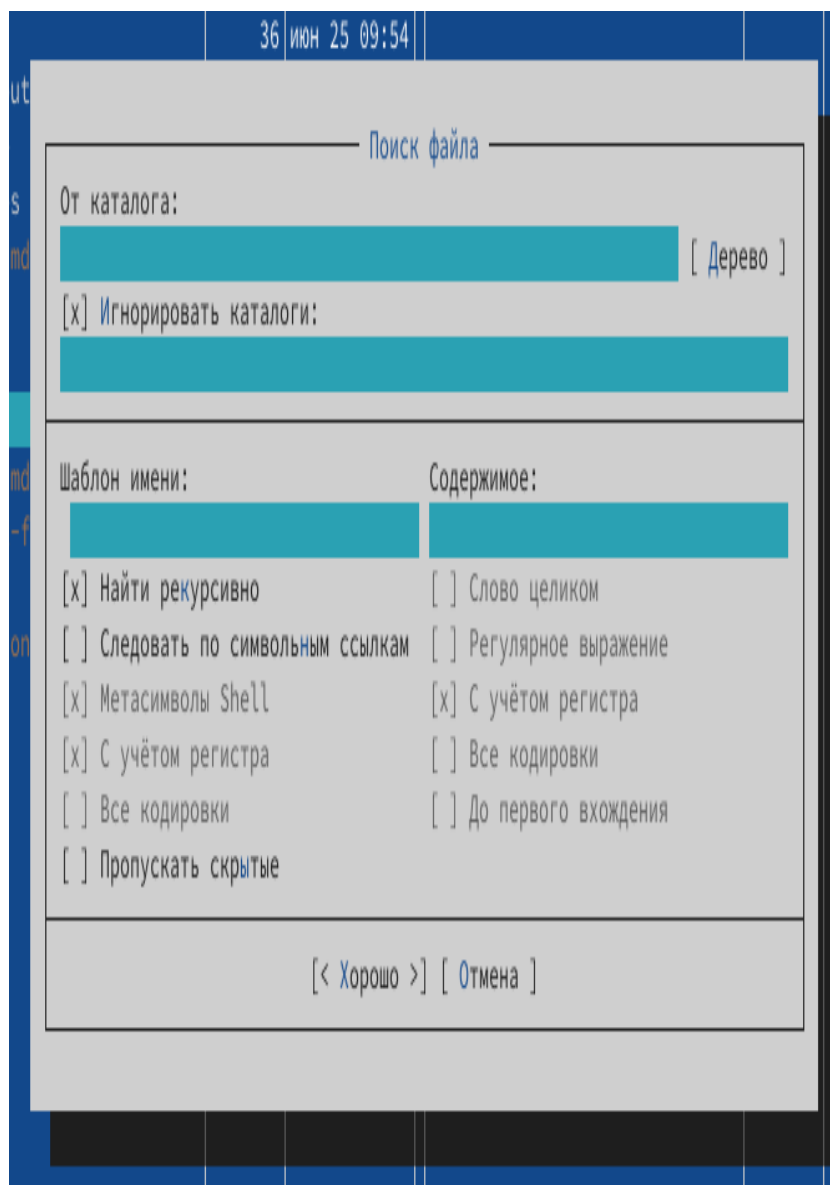 36 июн 25 09:54
ut
Поиск файла
s
От каталога:
md
[ Дерево ]
[x] Игнорировать каталоги:
md
Шаблон имени: Содержимое:
-f
[x] Найти рекурсивно [ ] Слово целиком
on
[ ] Следовать по символьным ссылкам [ ] Регулярное выражение
[x] Метасимволы Shell [x] С учётом регистра
[x] С учётом регистра [ ] Все кодировки
[ ] Все кодировки [ ] До первого вхождения
[ ] Пропускать скрытые
[< Хорошо >] [ Отмена ]